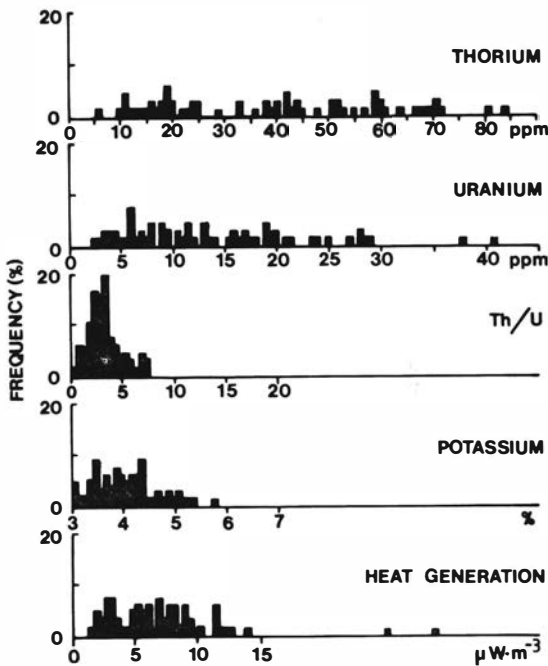 20
THORIUM
0
0 10 20 30 40 50 60 70 80 ppm
20
URANIUM
0
0 5 10 15 20 25 30 40 ppm
FREQUENCY (%)
20
Th/U
0
0 5 10 15 20
20
POTASSIUM
0
3 4 5 6 7 %
20
HEAT GENERATION
0
0 5 10 15 μW·m⁻³